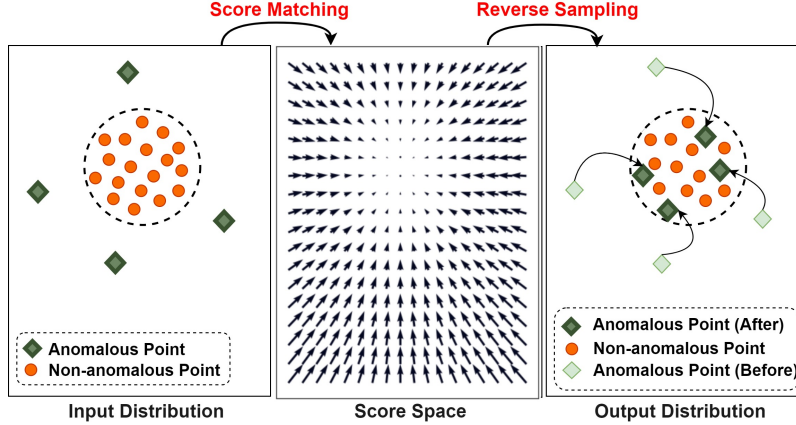 Score Matching
Reverse Sampling
Anomalous Point
Non-anomalous Point
Anomalous Point (After)
Non-anomalous Point
Anomalous Point (Before)
Input Distribution
Score Space
Output Distribution